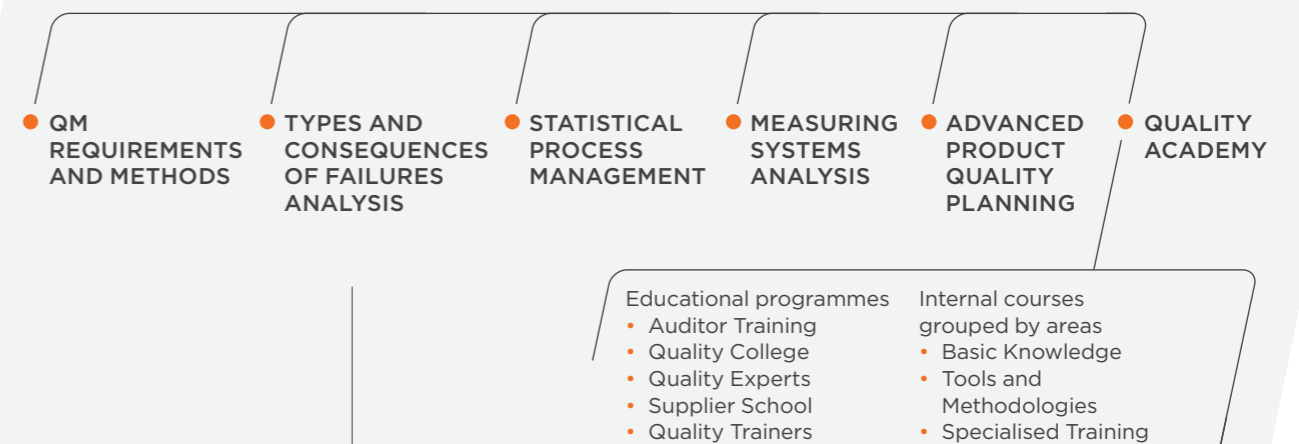 QM
REQUIREMENTS
AND METHODS
TYPES AND
CONSEQUENCES
OF FAILURES
ANALYSIS
STATISTICAL
PROCESS
MANAGEMENT
MEASURING
SYSTEMS
ANALYSIS
ADVANCED
PRODUCT
QUALITY
PLANNING
QUALITY
ACADEMY
Educational programmes
• Auditor Training
• Quality College
• Quality Experts
• Supplier School
• Quality Trainers
Internal courses
grouped by areas
• Basic Knowledge
• Tools and
Methodologies
• Specialised Training